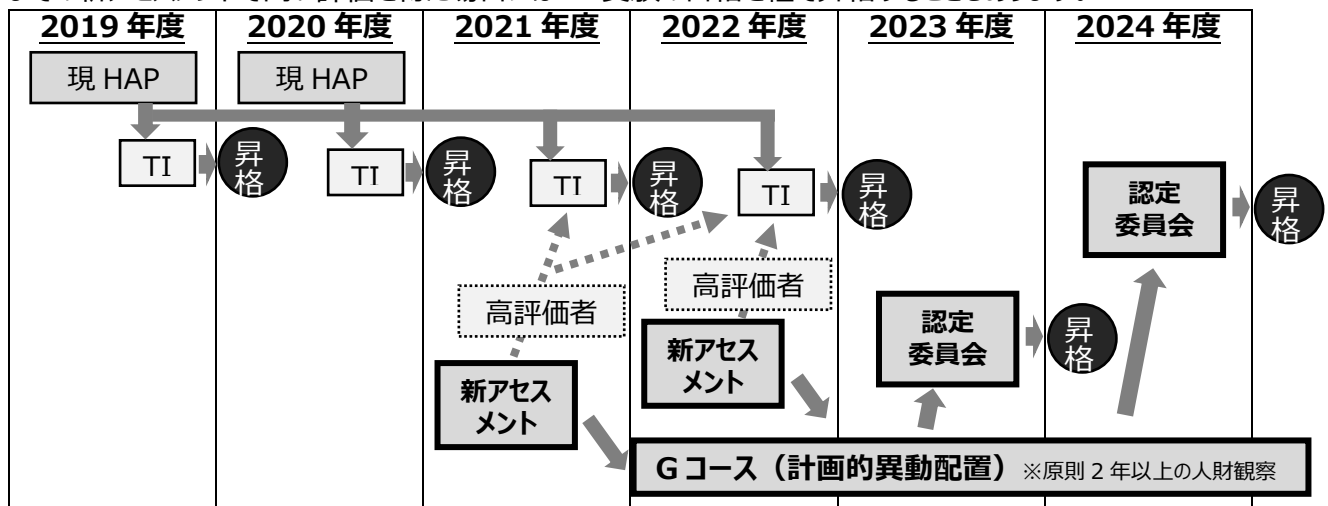 2019 年度
2020 年度
2021 年度
2022 年度
2023 年度
2024 年度
現 HAP
現 HAP
TI
昇格
TI
昇格
TI
昇格
TI
昇格
認定
委員会
昇格
高評価者
高評価者
認定
委員会
昇格
新アセス
メント
新アセス
メント
Gコース（計画的異動配置）※原則 2 年以上の人財観察